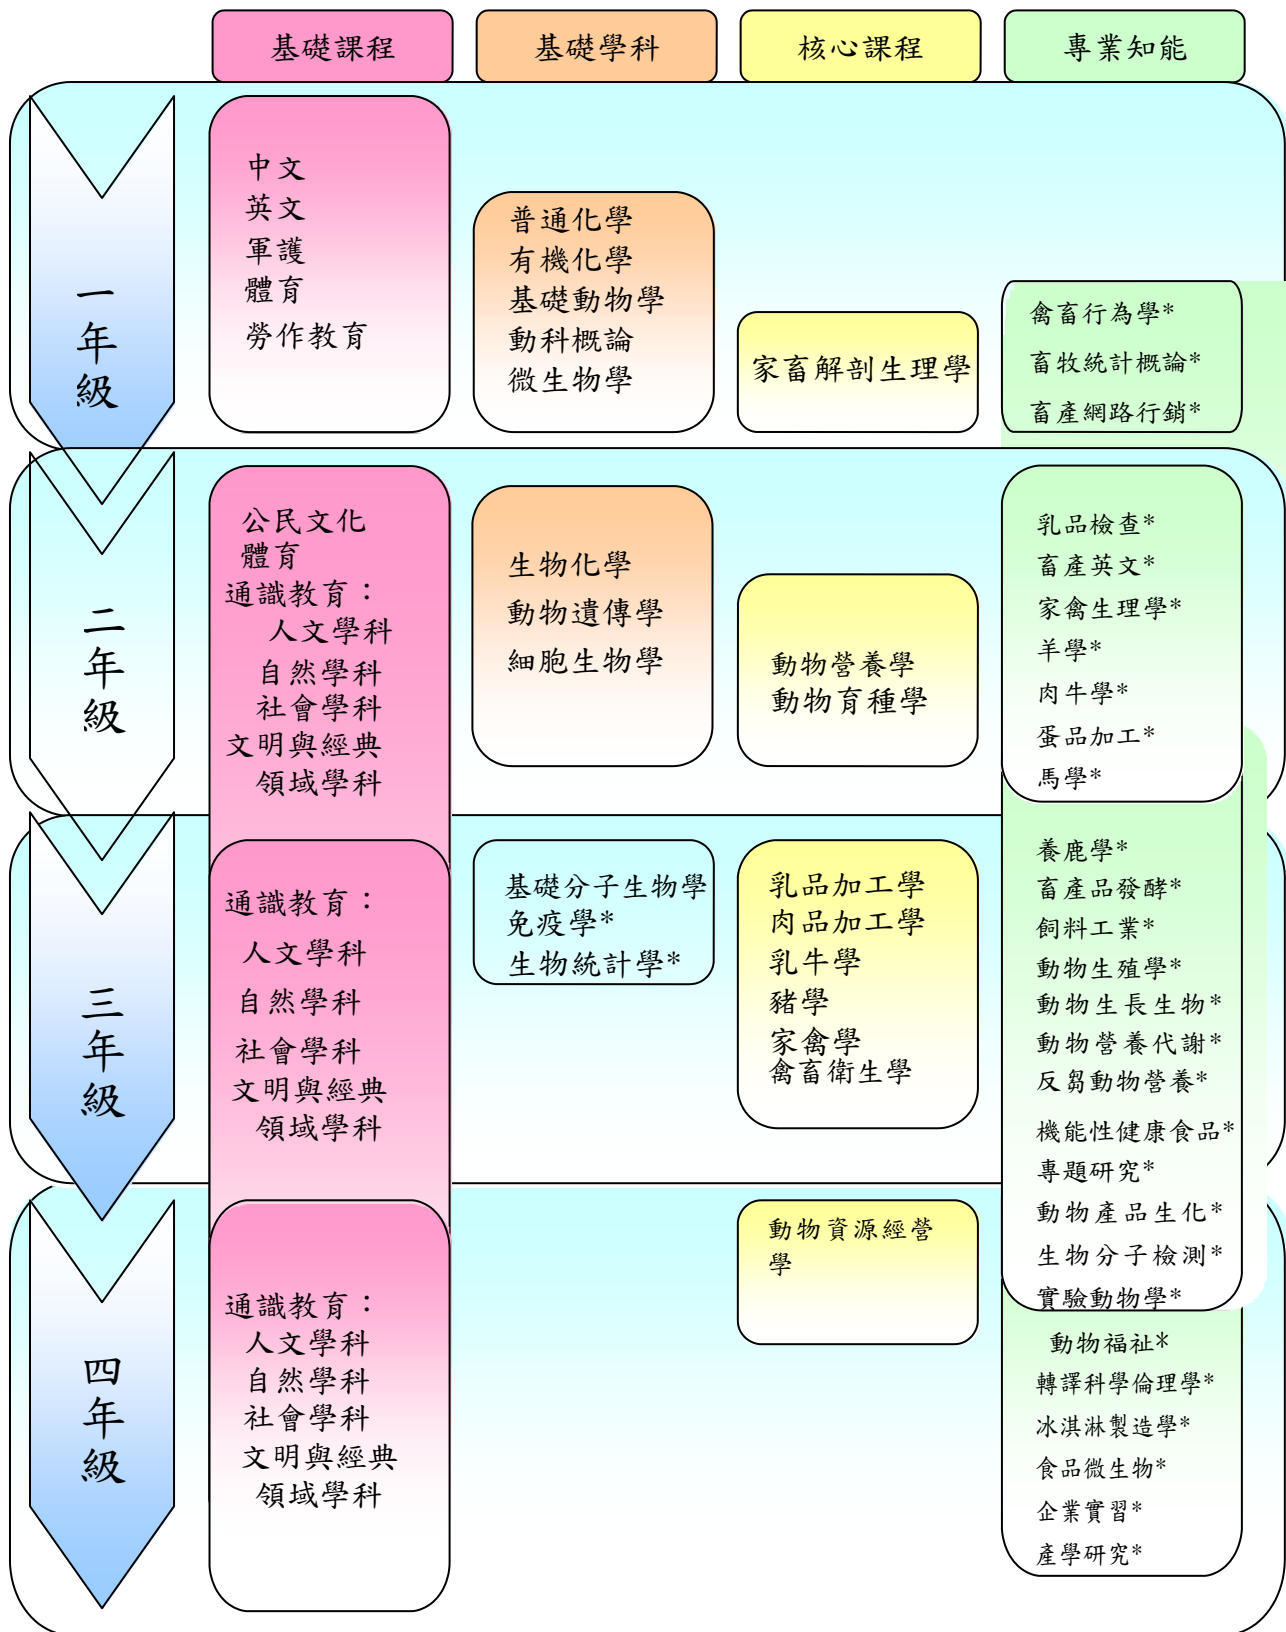 基礎課程
基礎學科
核心課程
專業知能
一年級
中文
英文
軍護
體育
勞作教育
普通化學
有機化學
基礎動物學
動科概論
微生物學
家畜解剖生理學
禽畜行為學*
畜牧統計概論*
畜產網路行銷*
二年級
公民文化
體育
通識教育：
人文學科
自然學科
社會學科
文明與經典
領域學科
生物化學
動物遺傳學
細胞生物學
動物營養學
動物育種學
乳品檢查*
畜產英文*
家禽生理學*
羊學*
肉牛學*
蛋品加工*
馬學*
三年級
通識教育：
人文學科
自然學科
社會學科
文明與經典
領域學科
基礎分子生物學
免疫學*
生物統計學*
乳品加工學
肉品加工學
乳牛學
豬學
家禽學
禽畜衛生學
養鹿學*
畜產品發酵*
飼料工業*
動物生殖學*
動物生長生物*
動物營養代謝*
反芻動物營養*
機能性健康食品*
專題研究*
動物產品生化*
生物分子檢測*
實驗動物學*
四年級
通識教育：
人文學科
自然學科
社會學科
文明與經典
領域學科
動物資源經營
學
動物福祉*
轉譯科學倫理學*
冰淇淋製造學*
食品微生物*
企業實習*
產學研究*